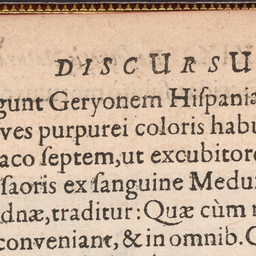 DISCURSU
gunt Geryonem Hiſpania
ves purpurei coloris habu
aco ſeptem, ut excubitor
ſaoris ex ſanguine Medu
dnæ, traditur: Quæ cùm
conveniant, & in omnib.